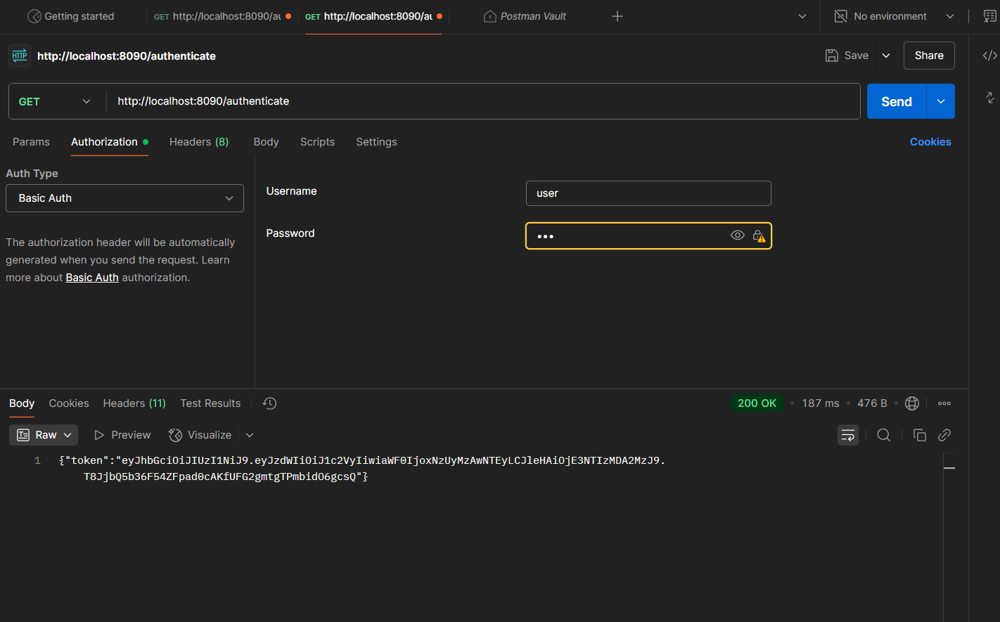 Getting started
GET http://localhost:8090/au
GET http://localhost:8090/au
Postman Vault
No environment
HTTP
http://localhost:8090/authenticate
Save
Share
GET
http://localhost:8090/authenticate
Send
Params
Authorization
Headers (8)
Body
Scripts
Settings
Cookies
Auth Type
Basic Auth
The authorization header will be automatically
generated when you send the request. Learn
more about Basic Auth authorization.
Username
user
Password
•••
Body
Cookies
Headers (11)
Test Results
200 OK • 187 ms • 476 B •
Raw
Preview
Visualize
1 {"token":"eyJhbGciOiJIUzI1NiJ9.eyJzdWIiOiJ1c2VyIiwiaWF0IjoxNzUyMzAwNTEyLCJleHAiOjE3NTIzMDA2MzJ9.
T8JjbQ5b36F54ZFpad0cAKfUFG2gmtgTPmbidO6gcsQ"}